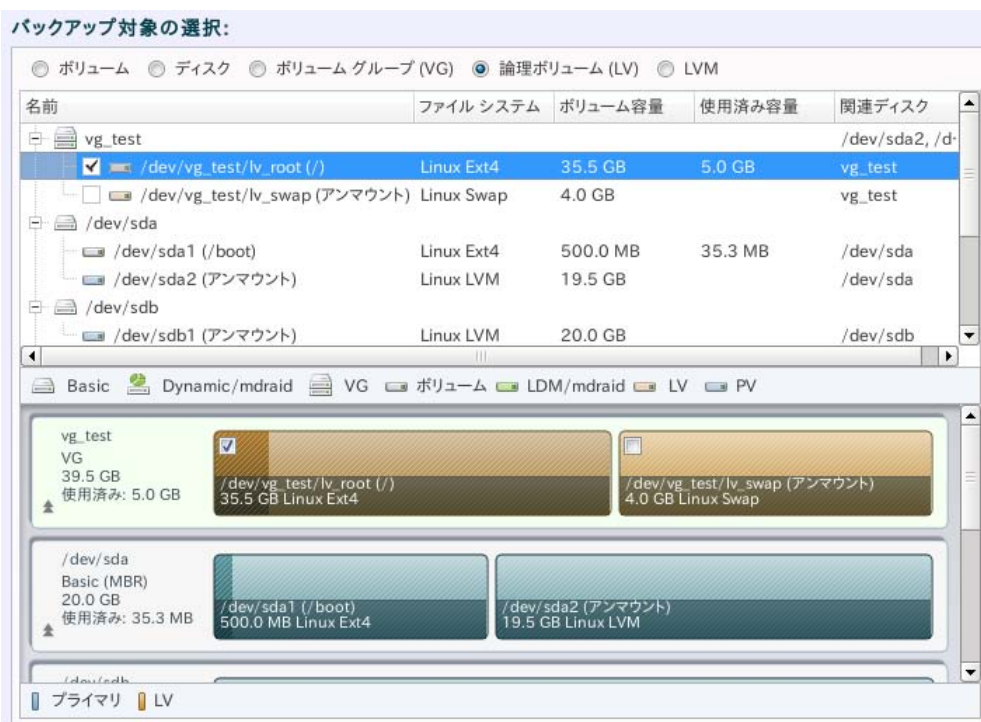 バックアップ対象の選択:
ボリューム ディスク ボリューム グループ (VG) 論理ボリューム (LV) LVM
名前 ファイル システム ボリューム容量 使用済み容量 関連ディスク
vg_test /dev/sda2, /d
/dev/vg_test/lv_root (/) Linux Ext4 35.5 GB 5.0 GB vg_test
/dev/vg_test/lv_swap (アンマウント) Linux Swap 4.0 GB vg_test
/dev/sda
/dev/sda1 (/boot) Linux Ext4 500.0 MB 35.3 MB /dev/sda
/dev/sda2 (アンマウント) Linux LVM 19.5 GB /dev/sda
/dev/sdb
/dev/sdb1 (アンマウント) Linux LVM 20.0 GB /dev/sdb
Basic Dynamic/mdraid VG ボリューム LDM/mdraid LV PV
vg_test
VG
39.5 GB
使用済み: 5.0 GB
/dev/vg_test/lv_root (/)
35.5 GB Linux Ext4
/dev/vg_test/lv_swap (アンマウント)
4.0 GB Linux Swap
/dev/sda
Basic (MBR)
20.0 GB
使用済み: 35.3 MB
/dev/sda1 (/boot)
500.0 MB Linux Ext4
/dev/sda2 (アンマウント)
19.5 GB Linux LVM
/dev/sdb
プライマリ LV